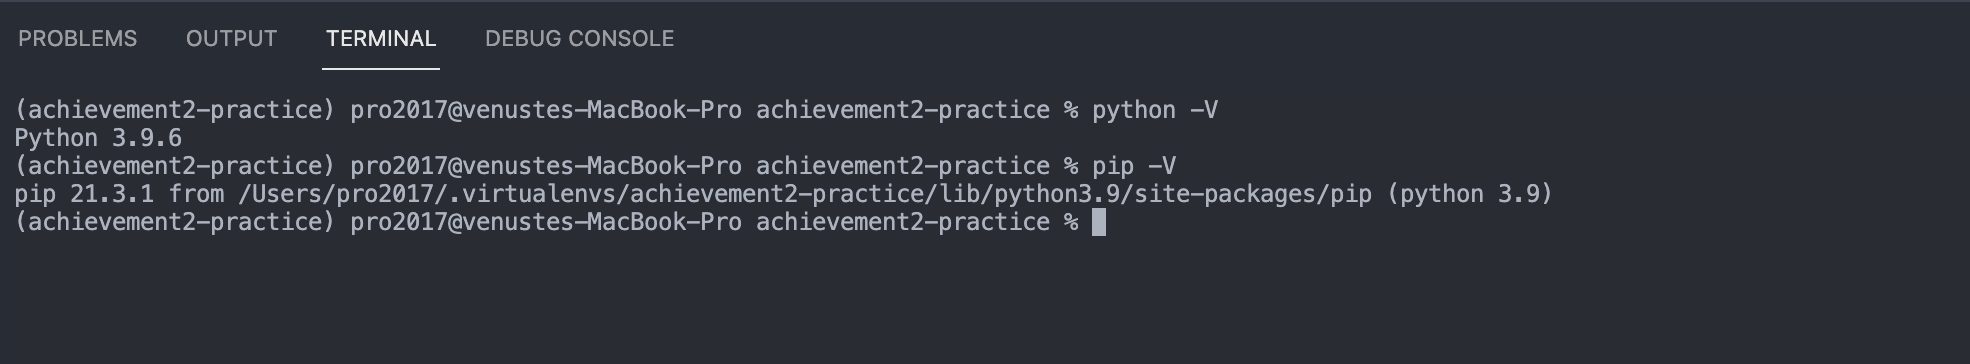 PROBLEMS OUTPUT TERMINAL DEBUG CONSOLE
(achievement2-practice) pro2017@venustes-MacBook-Pro achievement2-practice % python -V
Python 3.9.6
(achievement2-practice) pro2017@venustes-MacBook-Pro achievement2-practice % pip -V
pip 21.3.1 from /Users/pro2017/.virtualenvs/achievement2-practice/lib/python3.9/site-packages/pip (python 3.9)
(achievement2-practice) pro2017@venustes-MacBook-Pro achievement2-practice %